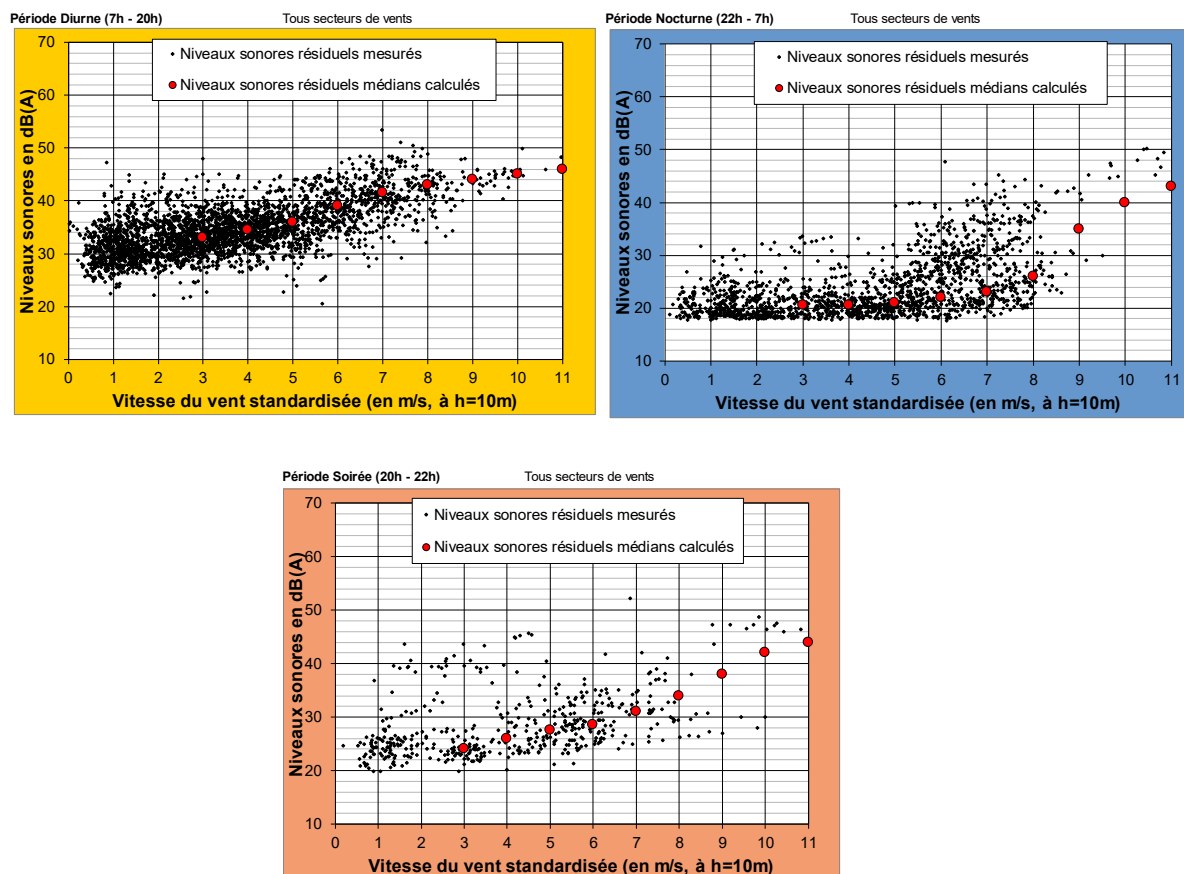 Période Diurne (7h - 20h) Tous secteurs de vents
Niveaux sonores en dB(A)
70
60
50
40
30
20
10
Niveaux sonores résiduels mesurés
Niveaux sonores résiduels médians calculés
0 1 2 3 4 5 6 7 8 9 10 11
Vitesse du vent standardisée (en m/s, à h=10m)
Période Nocturne (22h - 7h) Tous secteurs de vents
Niveaux sonores en dB(A)
70
60
50
40
30
20
10
Niveaux sonores résiduels mesurés
Niveaux sonores résiduels médians calculés
0 1 2 3 4 5 6 7 8 9 10 11
Vitesse du vent standardisée (en m/s, à h=10m)
Période Soirée (20h - 22h) Tous secteurs de vents
Niveaux sonores en dB(A)
70
60
50
40
30
20
10
Niveaux sonores résiduels mesurés
Niveaux sonores résiduels médians calculés
0 1 2 3 4 5 6 7 8 9 10 11
Vitesse du vent standardisée (en m/s, à h=10m)